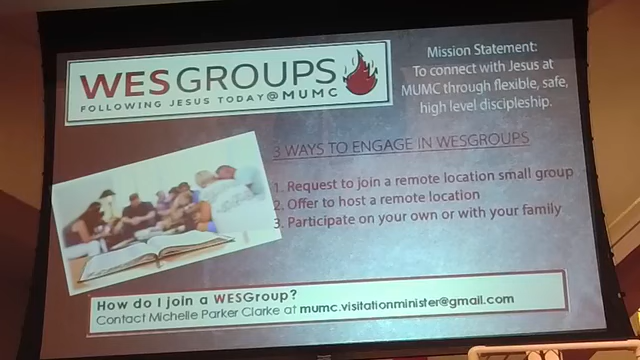 WESGROUPS
FOLLOWING JESUS TODAY@MUMC
Mission Statement:
To connect with Jesus at
MUMC through flexible, safe,
high level discipleship.
3 WAYS TO ENGAGE IN WESGROUPS
1. Request to join a remote location small group
2. Offer to host a remote location
3. Participate on your own or with your family
How do I join a WESGroup?
Contact Michelle Parker Clarke at mumc.visitationminister@gmail.com